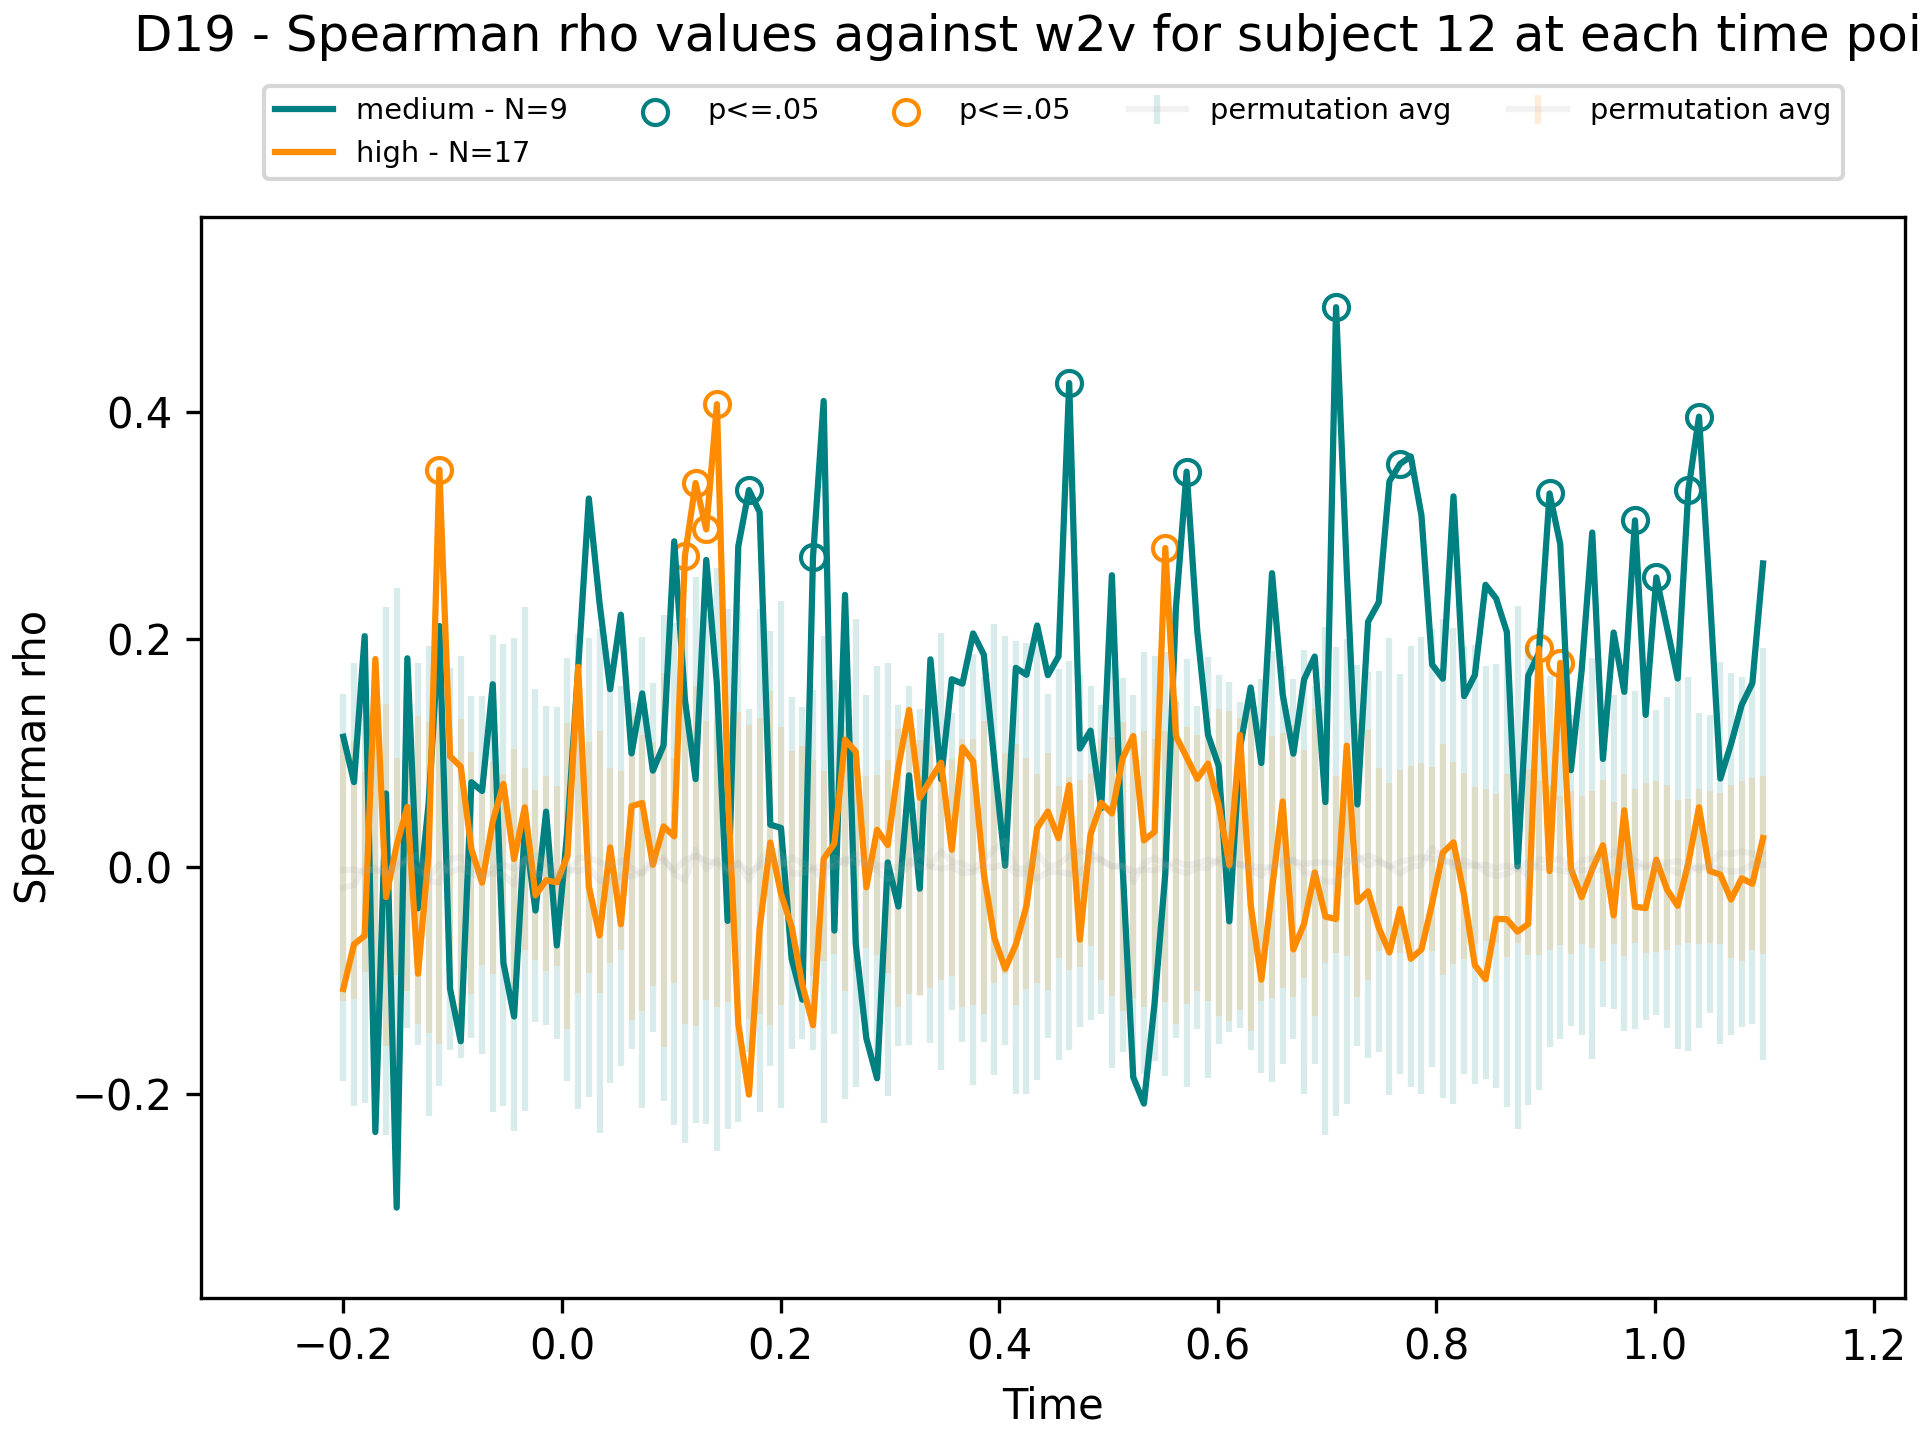 D19 - Spearman rho values against w2v for subject 12 at each time poi
medium - N=9
high - N=17
p<=.05
p<=.05
permutation avg
permutation avg
Spearman rho
0.4
0.2
0.0
−0.2
−0.2 0.0 0.2 0.4 0.6 0.8 1.0 1.2
Time